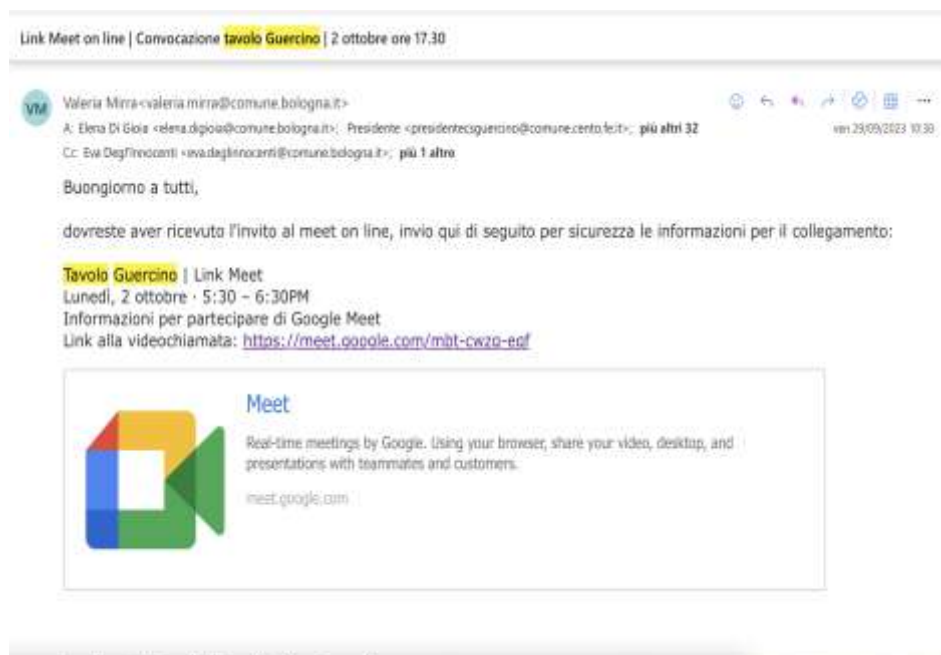 Link Meet on line | Convocazione tavolo Guercino | 2 ottobre ore 17.30
VM
Valeria Mirra <valeria.mirra@comune.bologna.it>
A: Elena Di Gioia <elena.digioia@comune.bologna.it>; Presidente <presidentecsguercino@comune.cento.fe.it>; più altri 32
ven 29/09/2023 10:30
Cc: Eva Degl'Innocenti <eva.deglinnocenti@comune.bologna.it>; più 1 altro
Buongiorno a tutti,
dovreste aver ricevuto l'invito al meet on line, invio qui di seguito per sicurezza le informazioni per il collegamento:
Tavolo Guercino | Link Meet
Lunedì, 2 ottobre · 5:30 – 6:30PM
Informazioni per partecipare di Google Meet
Link alla videochiamata: https://meet.google.com/mbt-cwzo-eqf
Meet
Real-time meetings by Google. Using your browser, share your video, desktop, and
presentations with teammates and customers.
meet.google.com